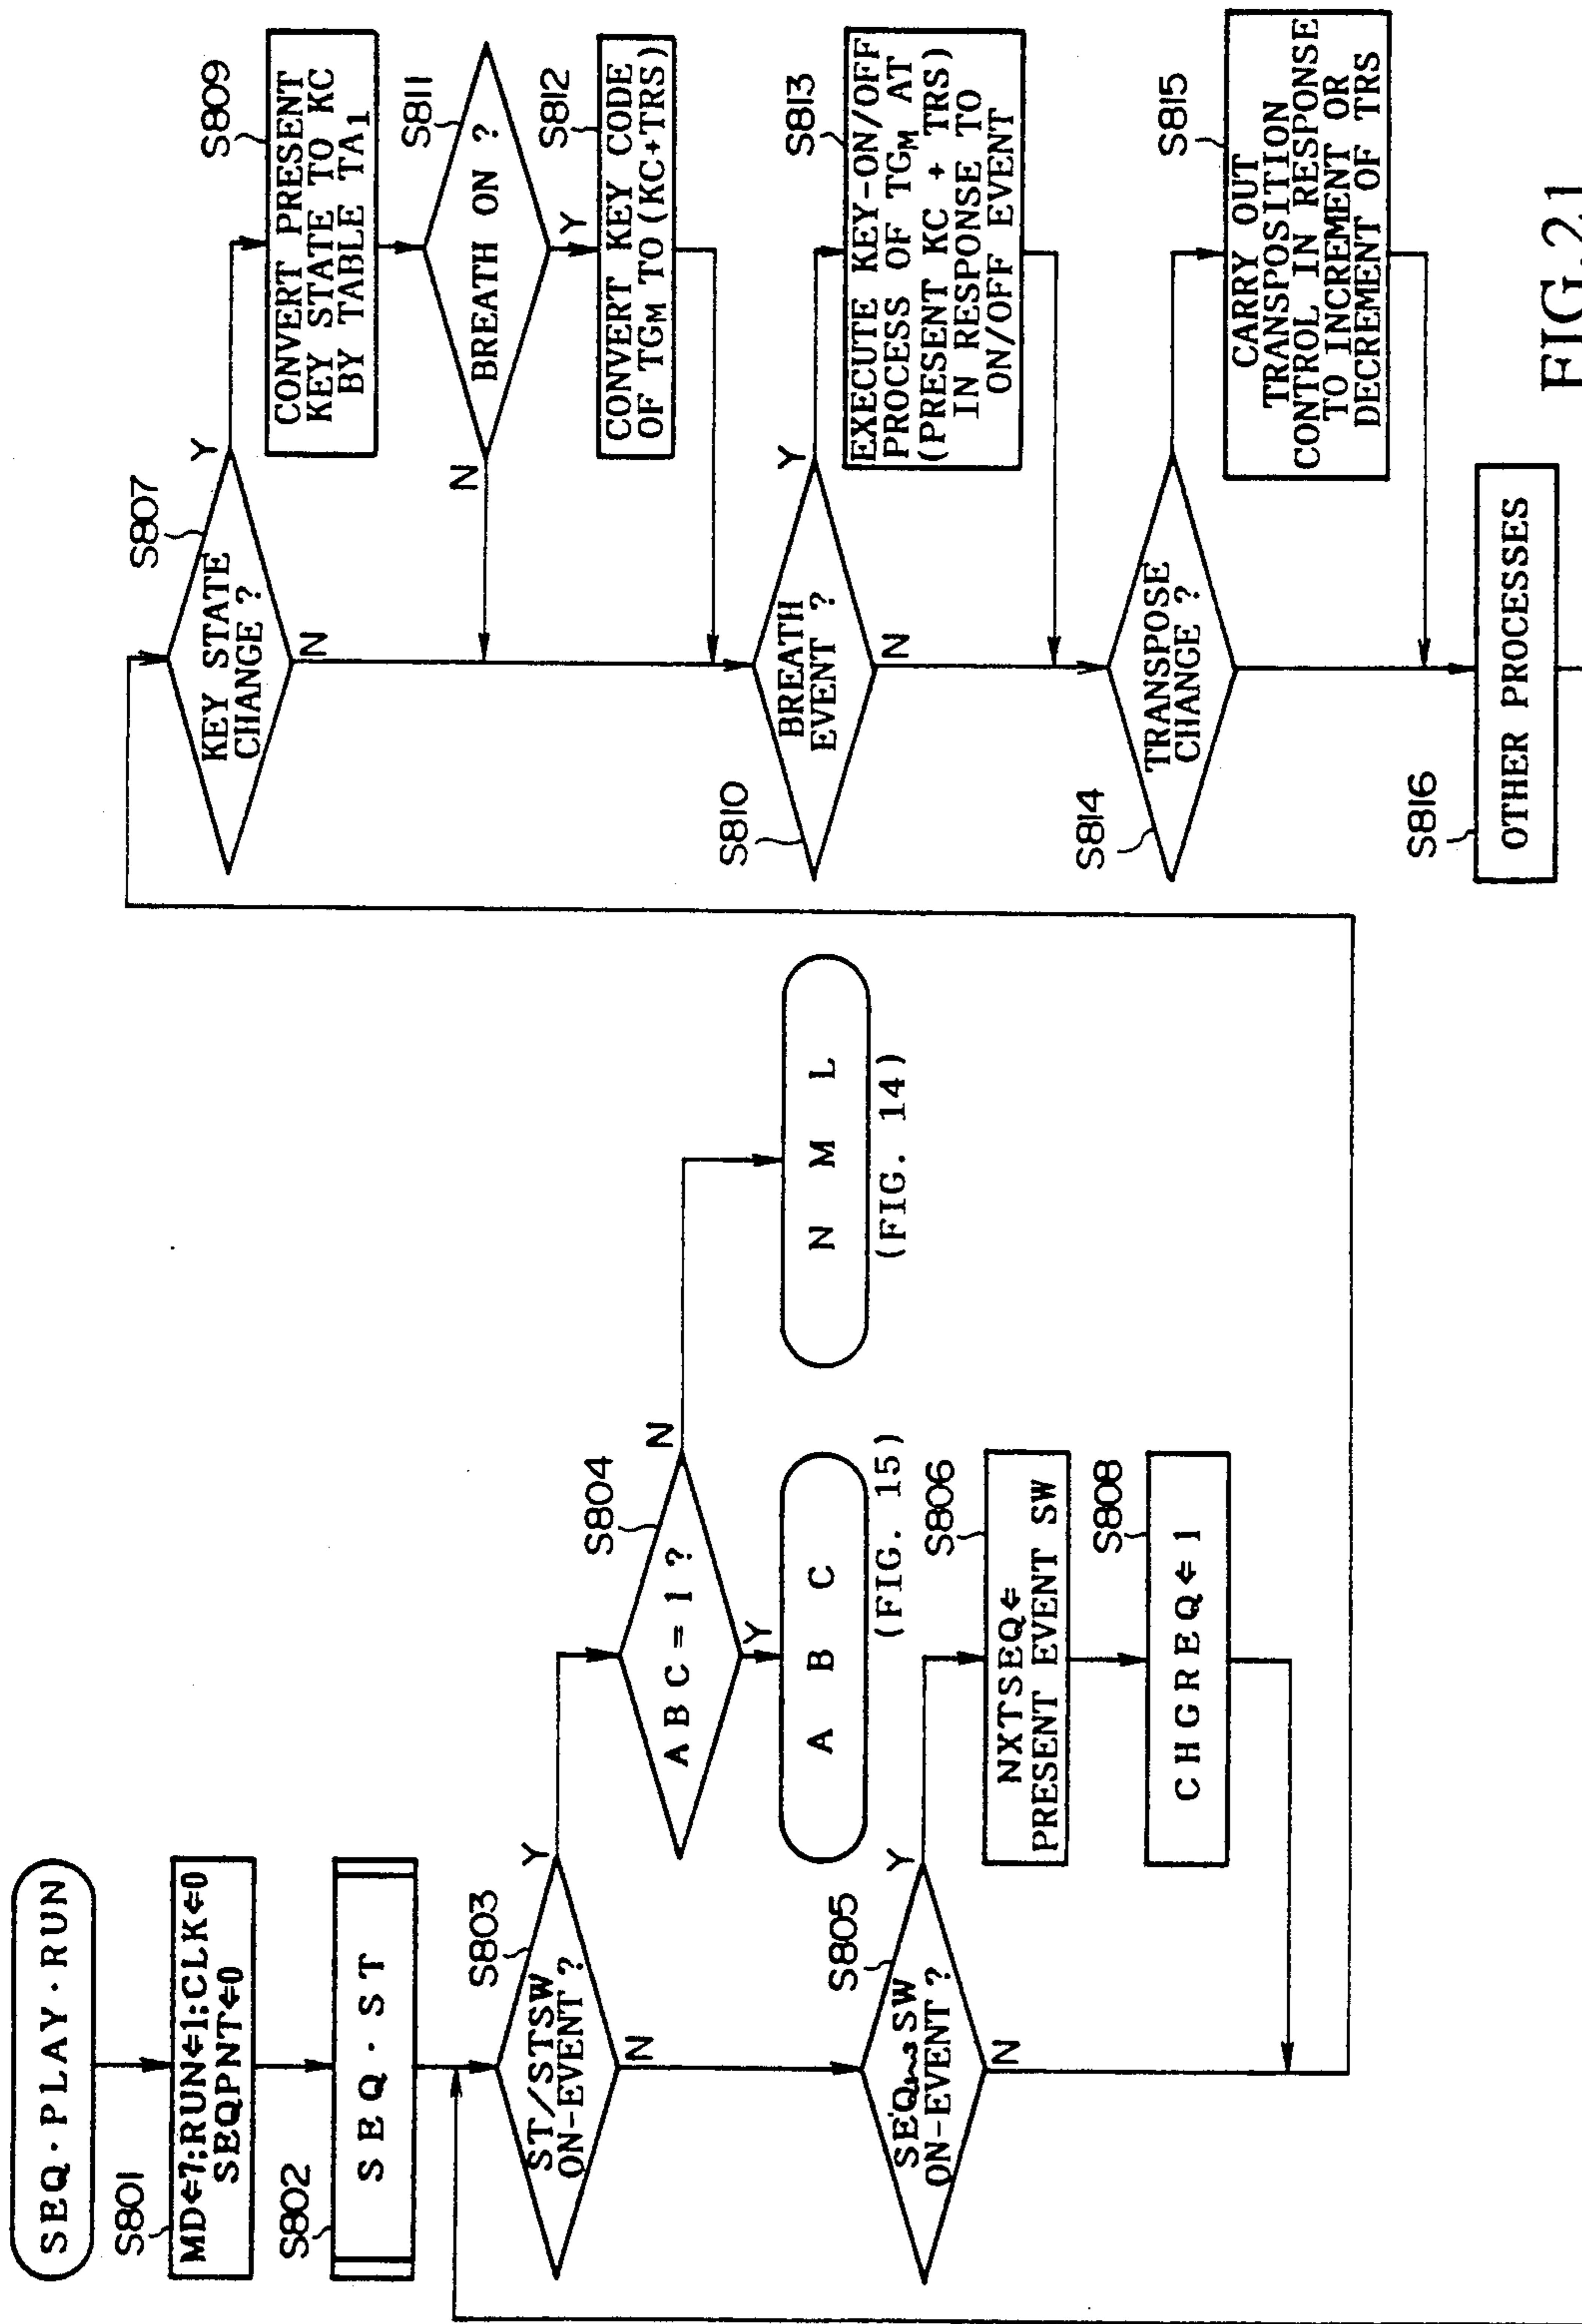 SEQ·PLAY·RUN
S801
MD⇐7:RUN⇐1:CLK⇐0
SEQPNT⇐0
S802
SEQ·ST
S803
ST/STSW
ON-EVENT ?
Y
N
S804
ABC=1?
N
Y
A B C
(FIG. 15)
N M L
(FIG. 14)
S805
SEQ1~3 SW
ON-EVENT ?
Y
N
S806
NXTSEQ⇐
PRESENT EVENT SW
S808
CHGREQ⇐1
S807
KEY STATE
CHANGE ?
Y
N
S809
CONVERT PRESENT
KEY STATE TO KC
BY TABLE TA1
S811
BREATH ON ?
N
Y
S812
CONVERT KEY CODE
OF TGM TO (KC+TRS)
S810
BREATH
EVENT ?
Y
N
S813
EXECUTE KEY-ON/OFF
PROCESS OF TGM AT
(PRESENT KC + TRS)
IN RESPONSE TO
ON/OFF EVENT
S814
TRANSPOSE
CHANGE ?
S815
CARRY OUT
TRANSPOSITION
CONTROL IN RESPONSE
TO INCREMENT OR
DECREMENT OF TRS
S816
OTHER PROCESSES
FIG.21